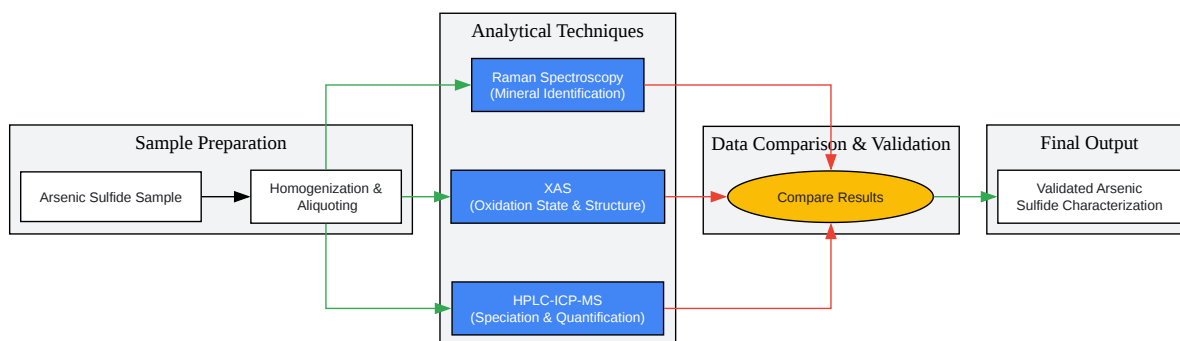 Sample Preparation
Arsenic Sulfide Sample
Homogenization &
Aliquoting
Analytical Techniques
Raman Spectroscopy
(Mineral Identification)
XAS
(Oxidation State & Structure)
HPLC-ICP-MS
(Speciation & Quantification)
Data Comparison & Validation
Compare Results
Final Output
Validated Arsenic
Sulfide Characterization